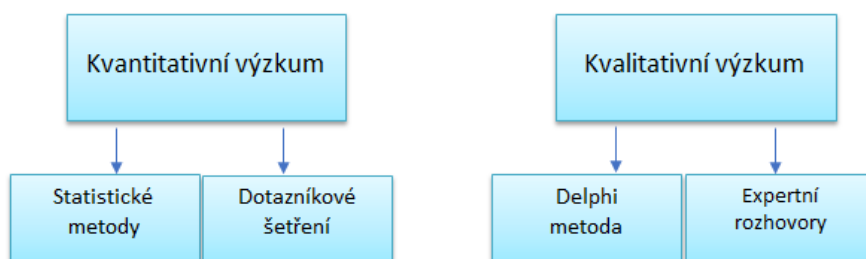 Kvantitativní výzkum
Kvalitativní výzkum
Statistické
metody
Dotazníkové
šetření
Delphi
metoda
Expertní
rozhovory